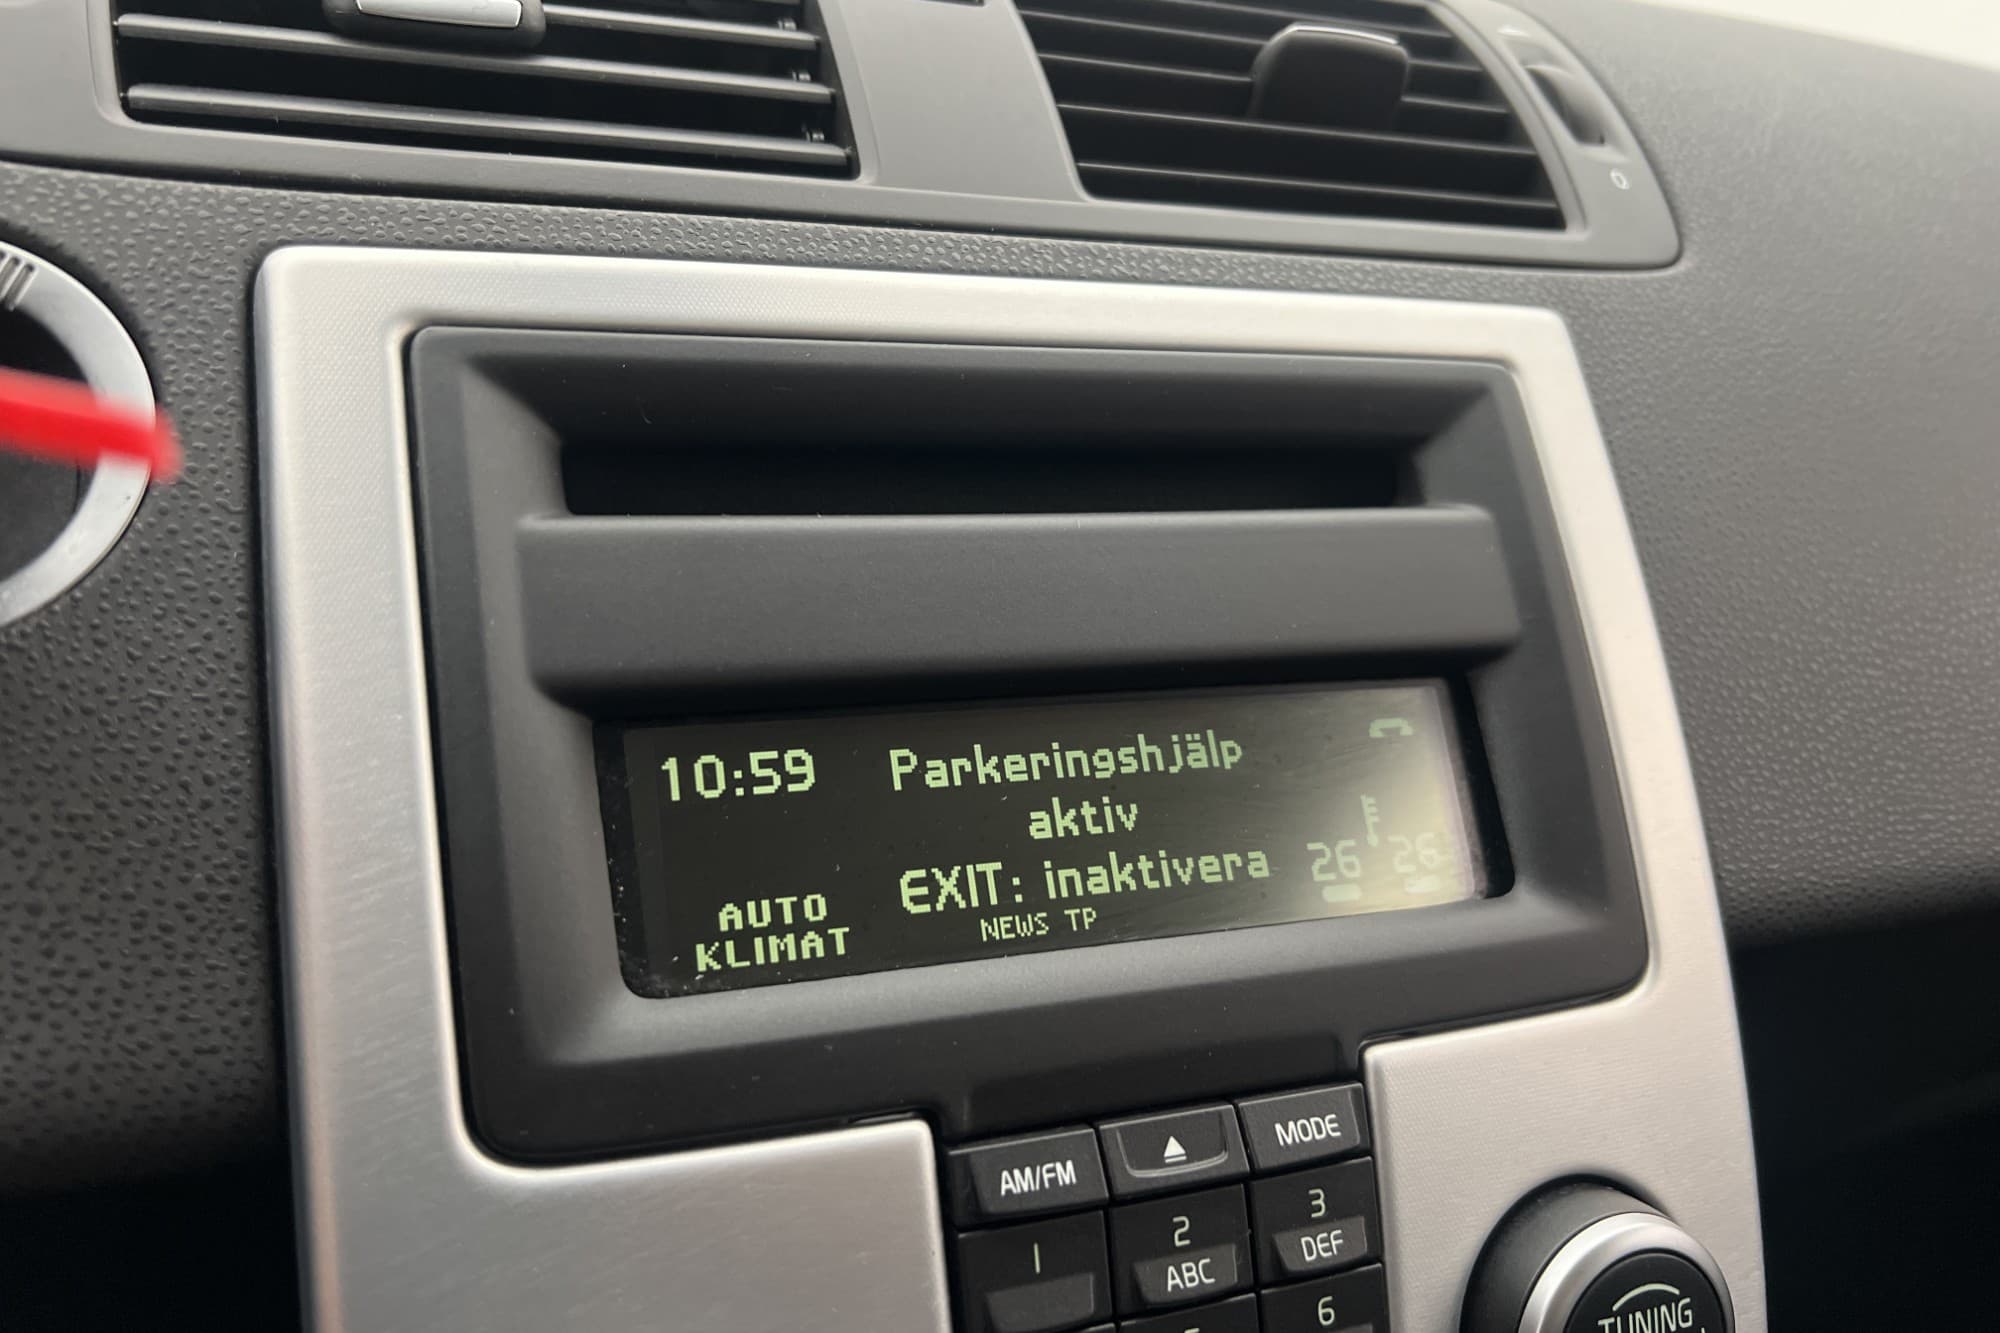 10:59
Parkeringshjälp
aktiv
EXIT: inaktivera
26 26
AUTO
KLIMAT
NEWS TP
AM/FM
MODE
1
2
ABC
3
DEF
6
TUNING